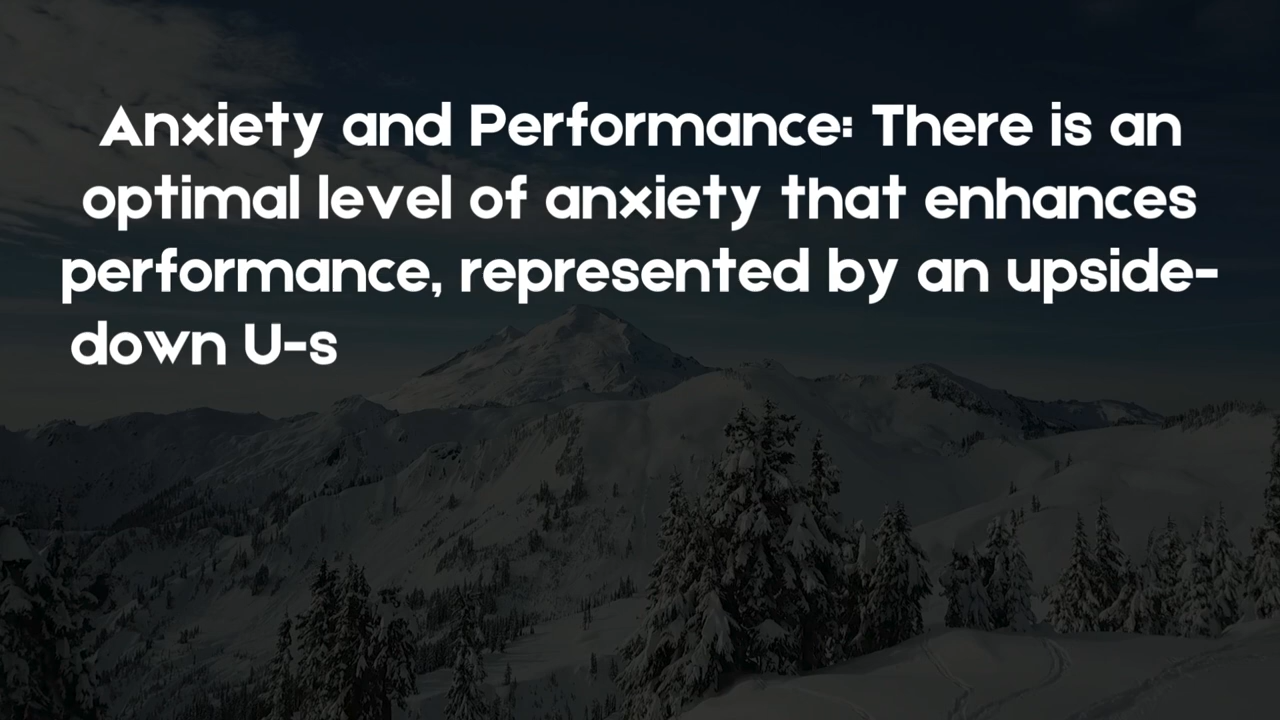 Anxiety and Performance: There is an
optimal level of anxiety that enhances
performance, represented by an upside-
down U-s